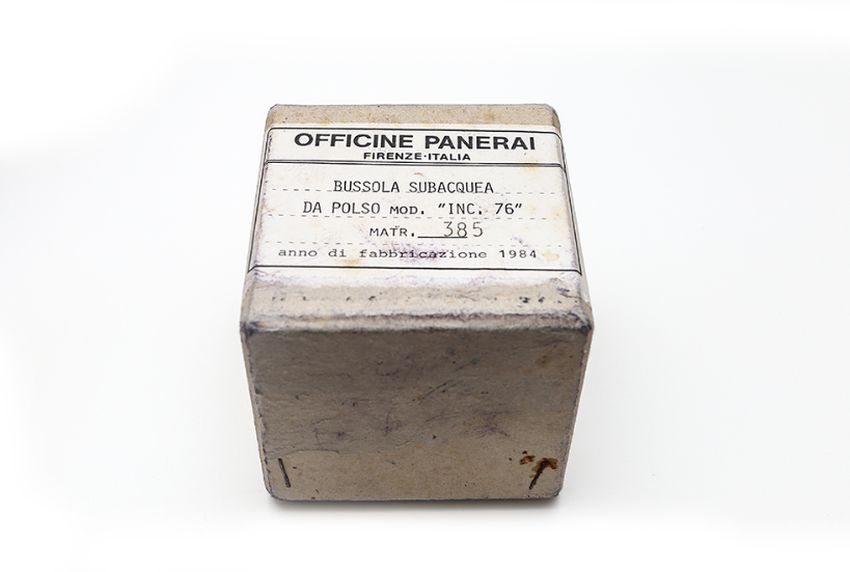 OFFICINE PANERAI
FIRENZE·ITALIA
BUSSOLA SUBACQUEA
DA POLSO MOD. "INC. 76"
MATR. 385
anno di fabbricazione 1984